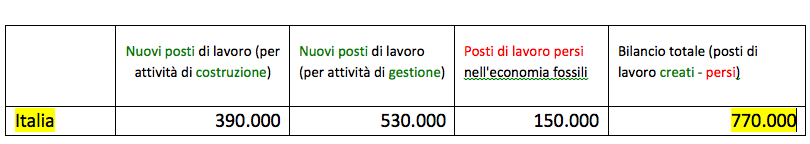 Nuovi posti di lavoro (per
attività di costruzione)
Nuovi posti di lavoro
(per attività di gestione)
Posti di lavoro persi
nell'economia fossili
Bilancio totale (posti di
lavoro creati - persi)
Italia 390.000 530.000 150.000 770.000